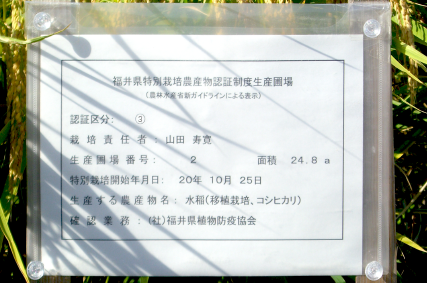 福井県特別栽培農産物認証制度生産圃場
(農林水産省新ガイドラインによる表示)
認証区分: ③
栽培責任者: 山田 寿寛
生産圃場番号: 2 面積 24.8 a
特別栽培開始年月日: 20年 10月 25日
生産する農産物名: 水稲(移植栽培、コシヒカリ)
確認業務: (社)福井県植物防疫協会